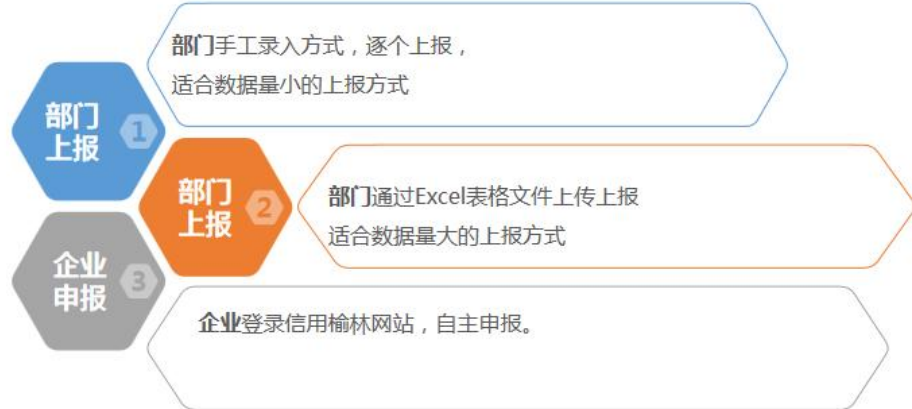 部门手工录入方式，逐个上报，
适合数据量小的上报方式
部门
上报
1
部门
上报
2
部门通过Excel表格文件上传上报
适合数据量大的上报方式
企业
申报
3
企业登录信用榆林网站，自主申报。